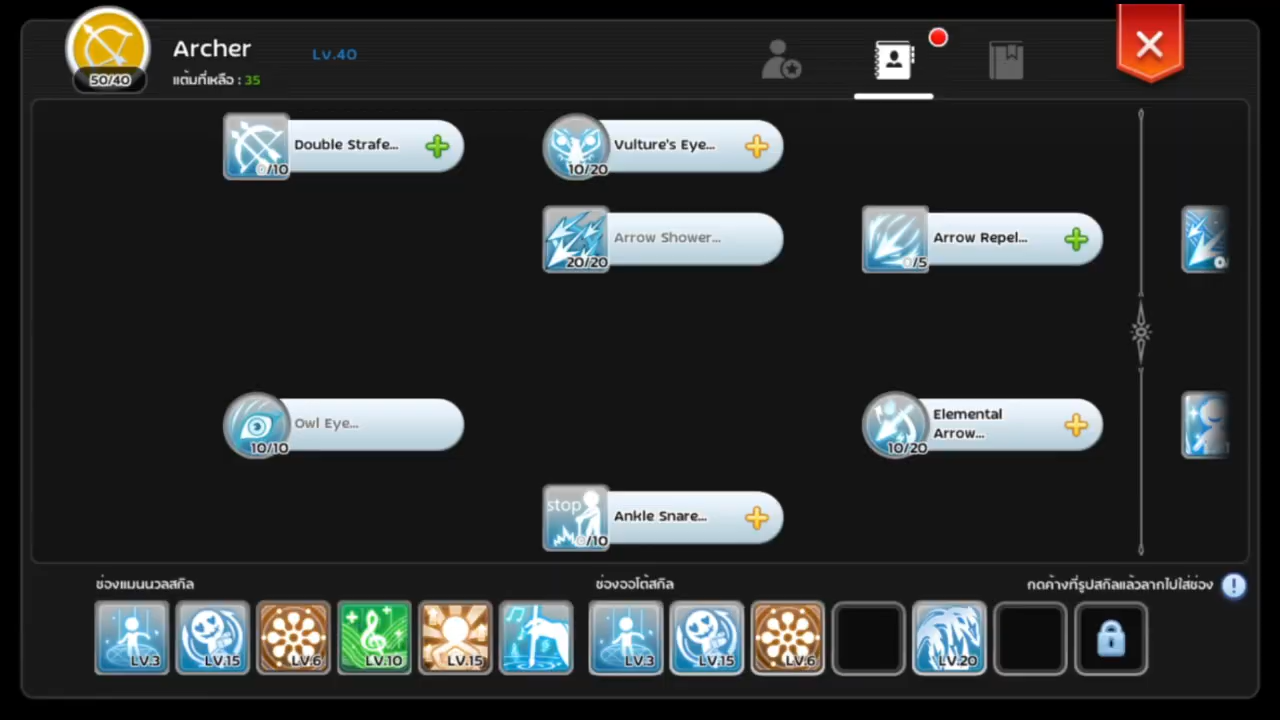 Archer
Lv.40
50/40
แต้มที่เหลือ : 35
Double Strafe...
0/10
Vulture's Eye...
10/20
Arrow Shower...
20/20
Arrow Repel...
0/5
Owl Eye...
10/10
Elemental
Arrow...
10/20
stop
Ankle Snare...
0/10
ช่องแมนนวลสกิล
ช่องออโต้สกิล
กดค้างที่รูปสกิลแล้วลากไปใส่ช่อง
LV.3
LV.15
LV.6
LV.10
LV.15
LV.3
LV.15
LV.6
LV.20